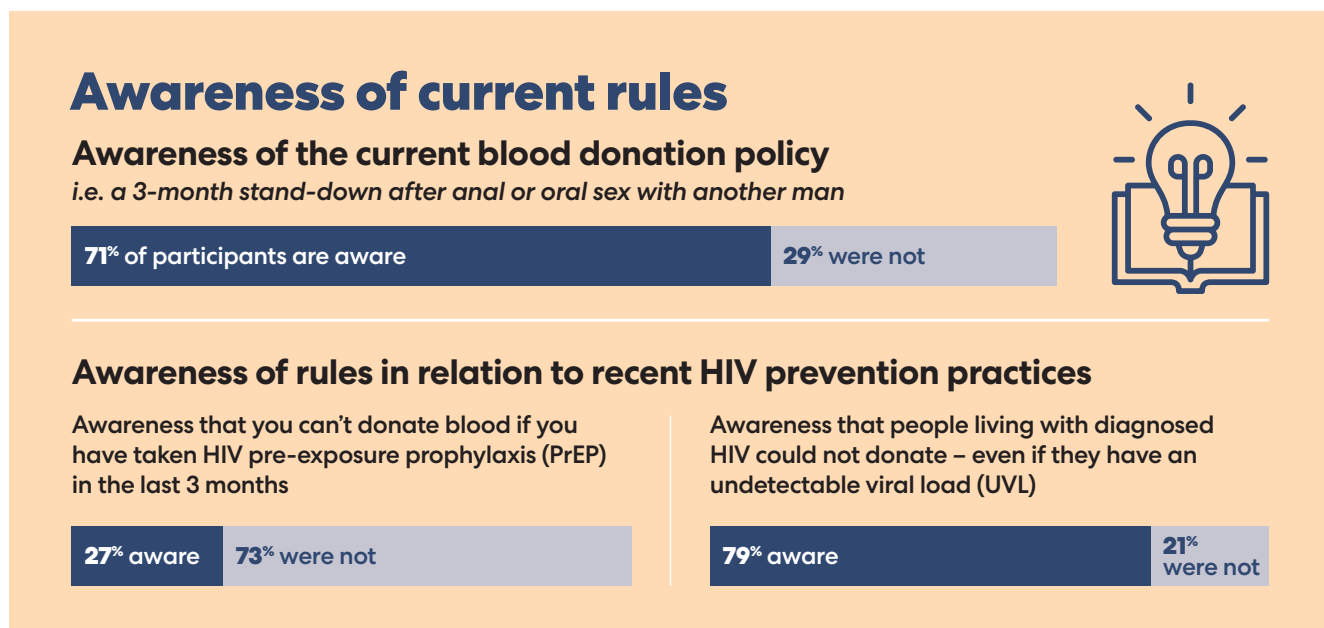 Awareness of current rules
Awareness of the current blood donation policy
i.e. a 3-month stand-down after anal or oral sex with another man
71% of participants are aware
29% were not
Awareness of rules in relation to recent HIV prevention practices
Awareness that you can’t donate blood if you
have taken HIV pre-exposure prophylaxis (PrEP)
in the last 3 months
27% aware
73% were not
Awareness that people living with diagnosed
HIV could not donate – even if they have an
undetectable viral load (UVL)
79% aware
21%
were not